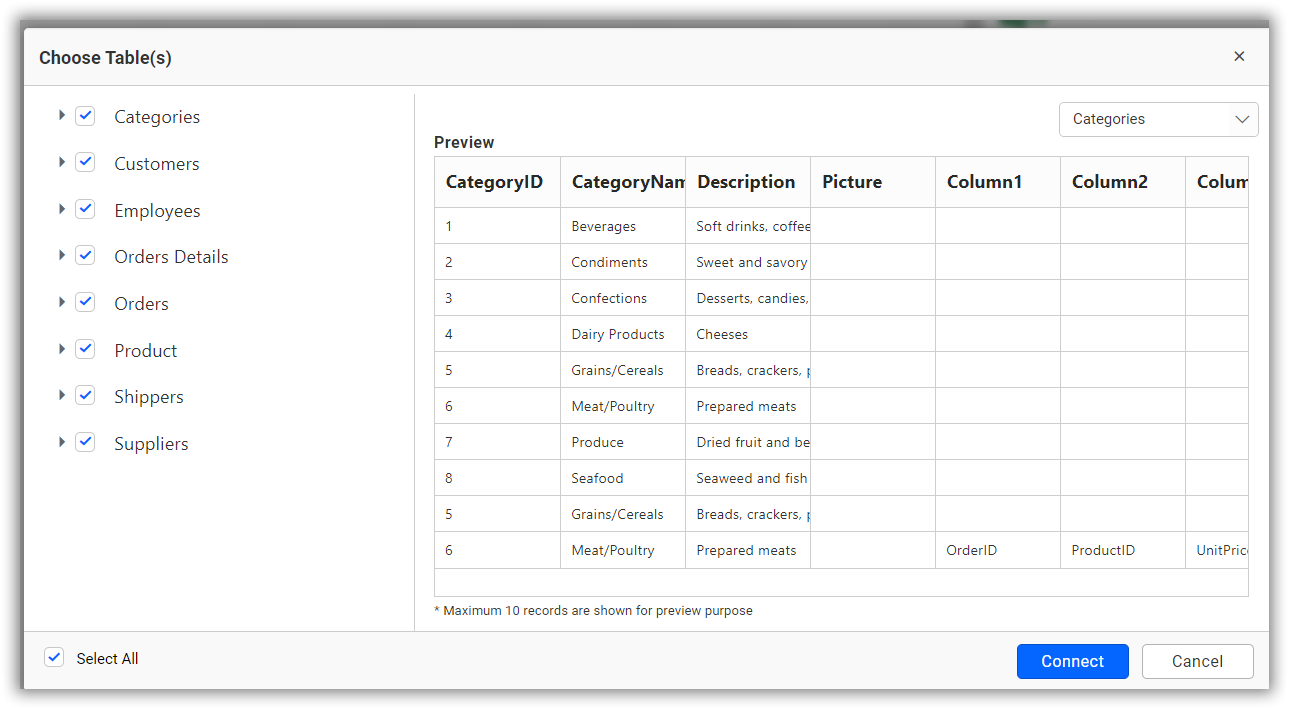 Choose Table(s)
Categories
Customers
Employees
Orders Details
Orders
Product
Shippers
Suppliers
Categories
Preview
CategoryID CategoryNam Description Picture Column1 Column2 Colum
1 Beverages Soft drinks, coffee
2 Condiments Sweet and savory
3 Confections Desserts, candies,
4 Dairy Products Cheeses
5 Grains/Cereals Breads, crackers, p
6 Meat/Poultry Prepared meats
7 Produce Dried fruit and be
8 Seafood Seaweed and fish
5 Grains/Cereals Breads, crackers, p
6 Meat/Poultry Prepared meats OrderID ProductID UnitPric
* Maximum 10 records are shown for preview purpose
Select All
Connect Cancel